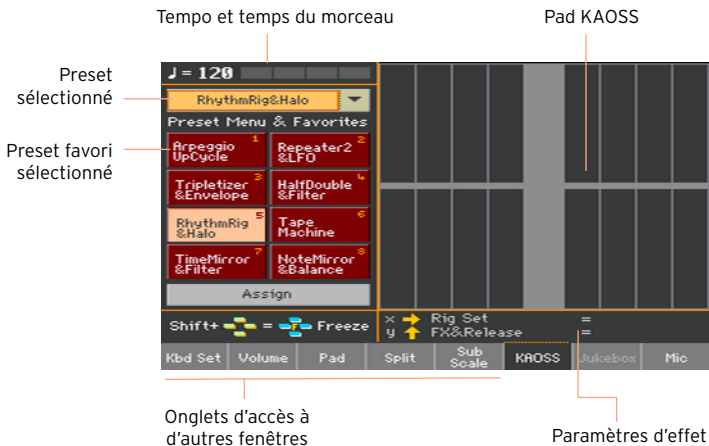 Tempo et temps du morceau
Pad KAOSS
Preset
sélectionné
Preset favori
sélectionné
♩= 120
RhythmRig&Halo
Preset Menu & Favorites
Arpeggio
UpCycle
1
Repeater2
&LFO
2
Tripletizer
&Envelope
3
HalfDouble
&Filter
4
RhythmRig
&Halo
5
Tape
Machine
6
TimeMirror
&Filter
7
NoteMirror
&Balance
8
Assign
Shift+ = F Freeze
x Rig Set =
y FX&Release =
Kbd Set
Volume
Pad
Split
Sub
Scale
KAOSS
Jukebox
Mic
Onglets d’accès à
d’autres fenêtres
Paramètres d’effet